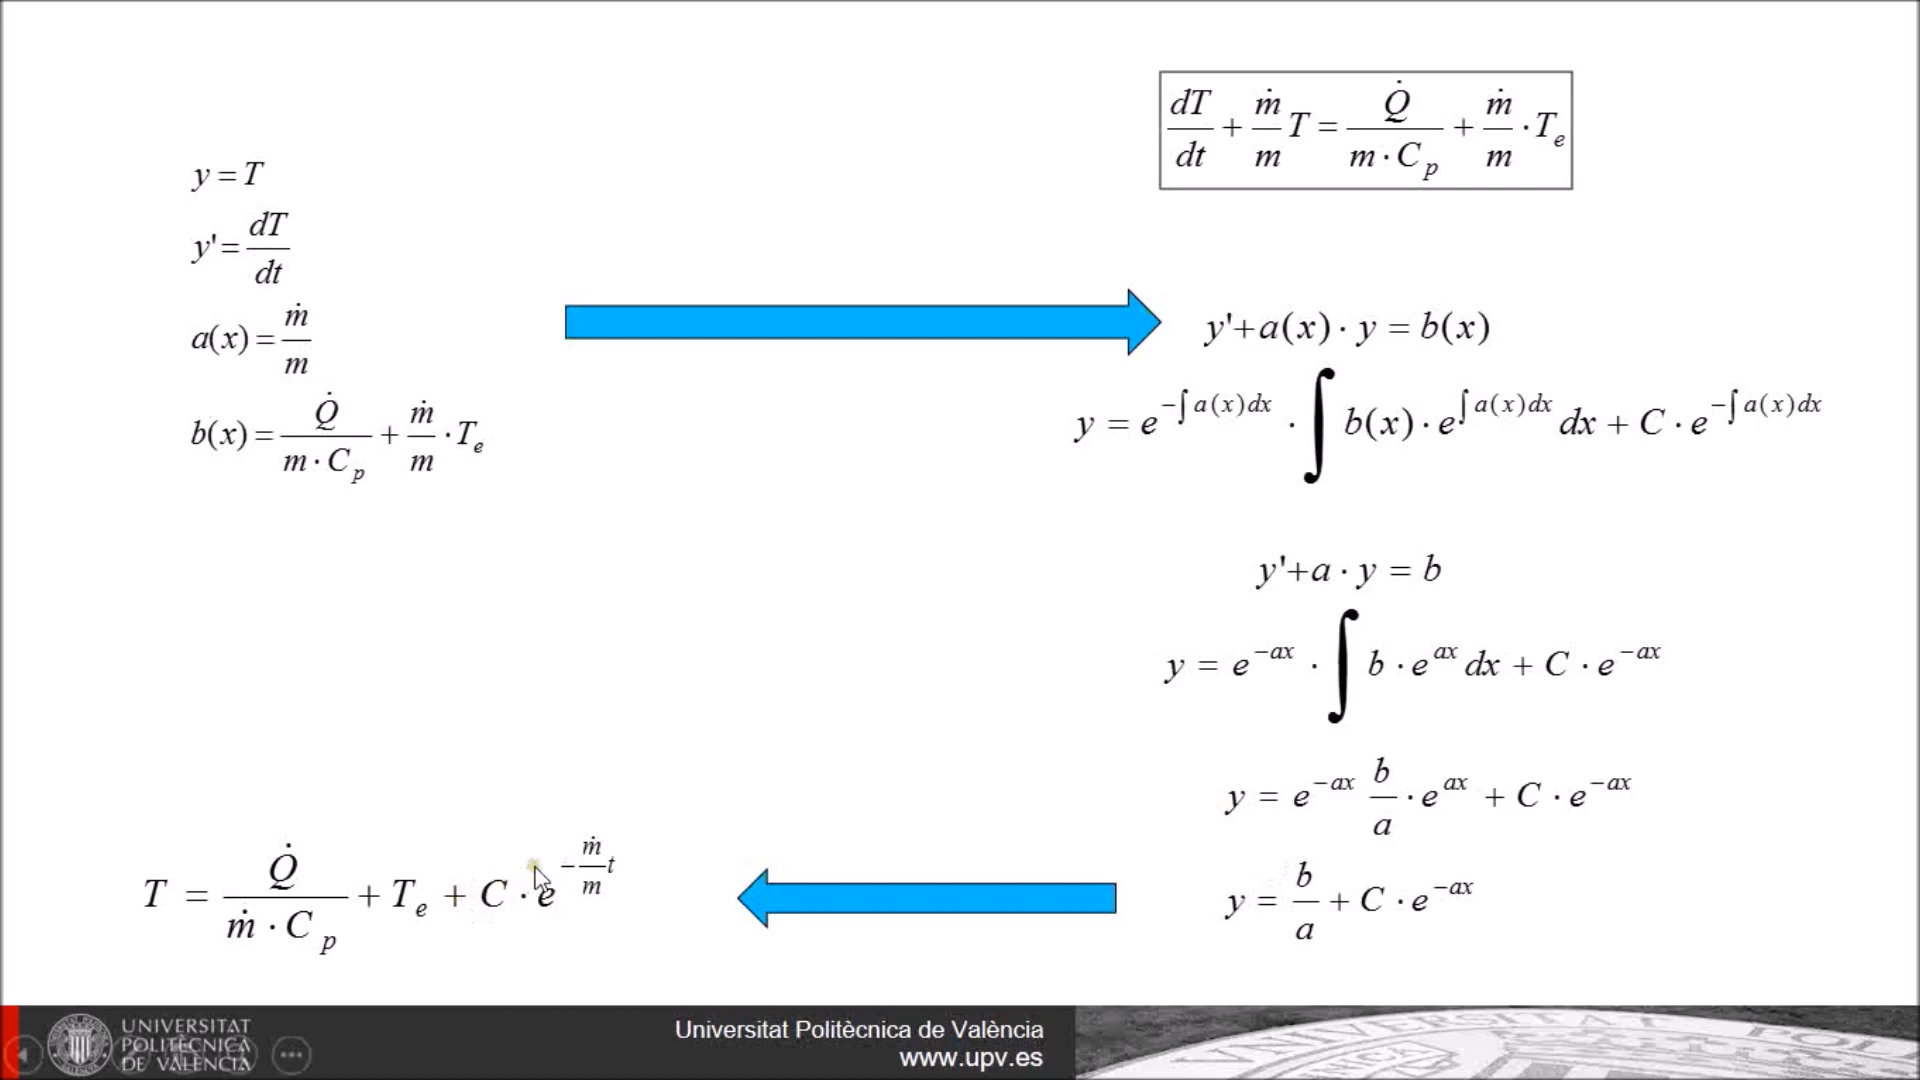 dT/dt + ṁ/m T = Q̇/(m · C_p) + ṁ/m · T_e
y = T
y' = dT/dt
a(x) = ṁ/m
b(x) = Q̇/(m · C_p) + ṁ/m · T_e
y'+a(x) · y = b(x)
y = e^(−∫a(x)dx) · ∫ b(x) · e^(∫a(x)dx) dx + C · e^(−∫a(x)dx)
y'+a · y = b
y = e^(−ax) · ∫ b · e^(ax) dx + C · e^(−ax)
y = e^(−ax) b/a · e^(ax) + C · e^(−ax)
y = b/a + C · e^(−ax)
T = Q̇/(ṁ · C_p) + T_e + C · e^(−ṁ/m t)
UNIVERSITAT
POLITÈCNICA
DE VALÈNCIA
Universitat Politècnica de València
www.upv.es